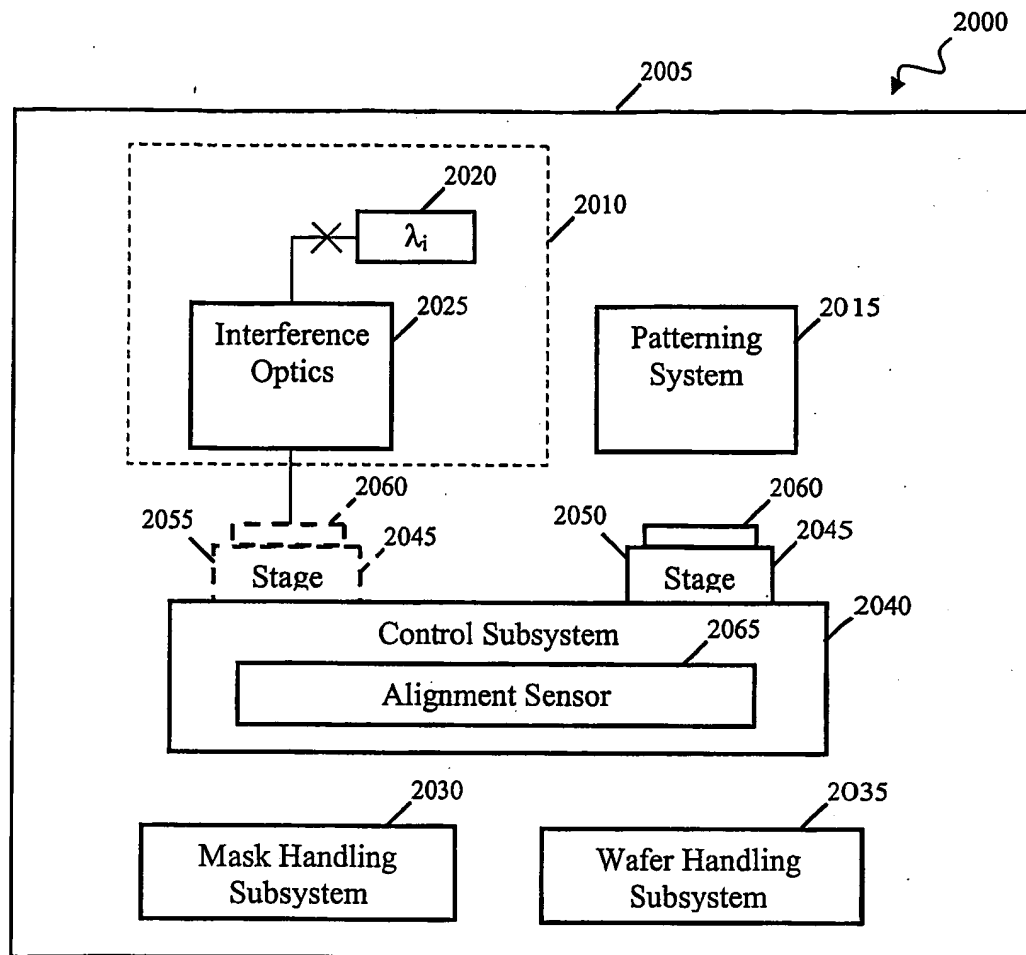 2000
2005
2020
2010
λi
2025
2015
Interference
Optics
Patterning
System
2060
2060
2055
2045
2050
2045
Stage
Stage
2040
Control Subsystem
2065
Alignment Sensor
2030
2035
Mask Handling
Subsystem
Wafer Handling
Subsystem